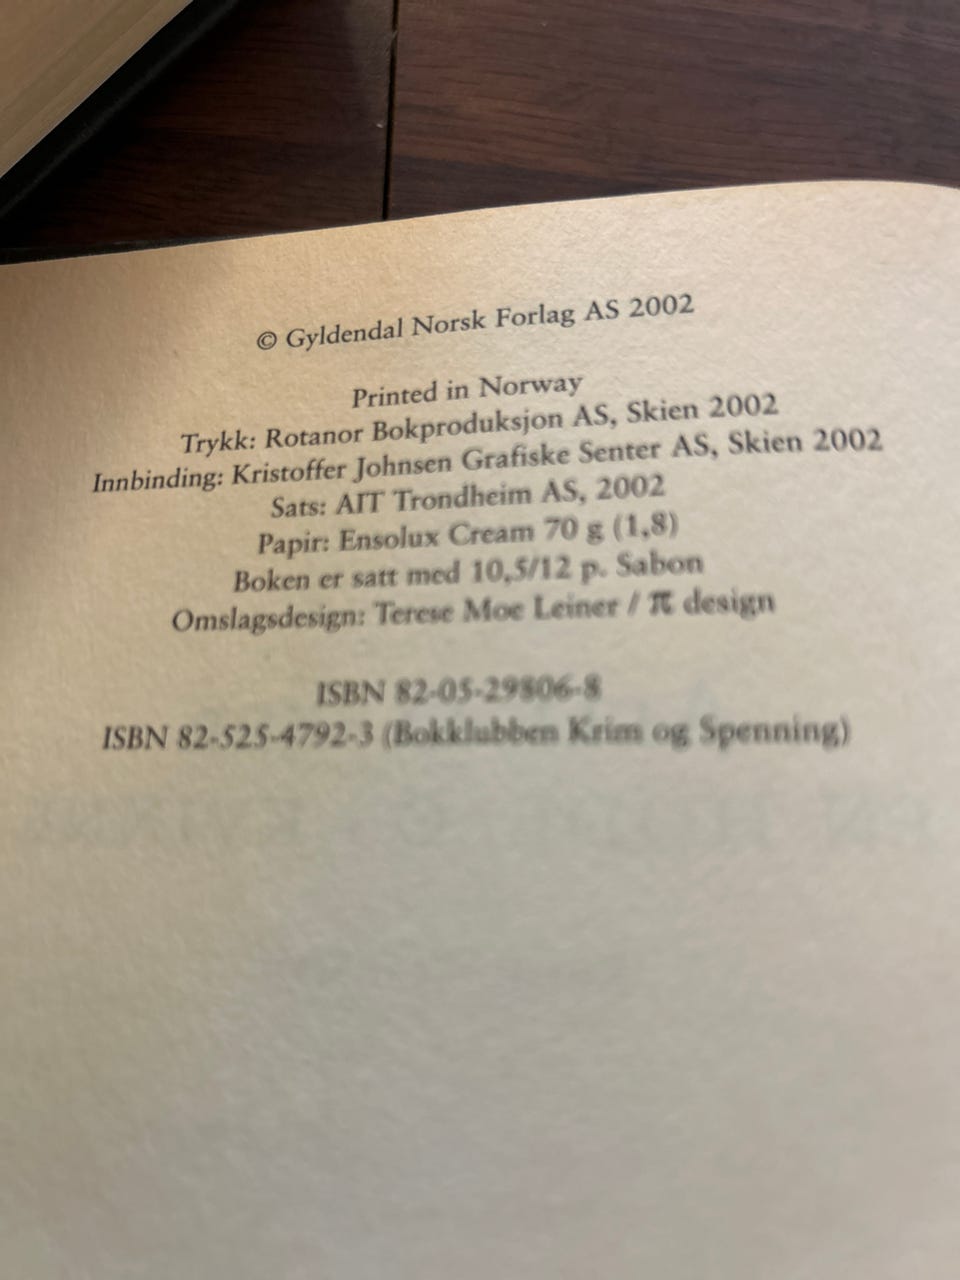 © Gyldendal Norsk Forlag AS 2002
Printed in Norway
Trykk: Rotanor Bokproduksjon AS, Skien 2002
Innbinding: Kristoffer Johnsen Grafiske Senter AS, Skien 2002
Sats: AIT Trondheim AS, 2002
Papir: Ensolux Cream 70 g (1,8)
Boken er satt med 10,5/12 p. Sabon
Omslagsdesign: Terese Moe Leiner / π design
ISBN 82-05-29806-8
ISBN 82-525-4792-3 (Bokklubben Krim og Spenning)